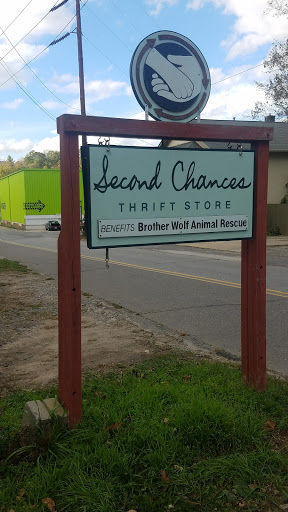 Second Chances
THRIFT STORE
BENEFITS Brother Wolf Animal Rescue